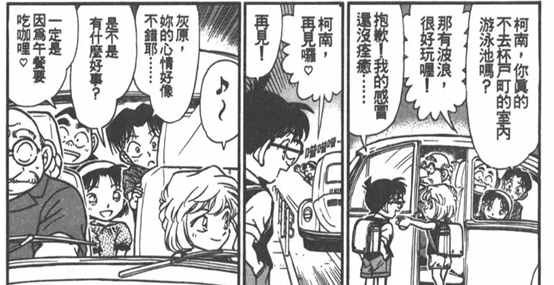 柯南，你真的
不去杯戶町的室內
游泳池嗎？
那有波浪，
很好玩喔！
抱歉！我的感冒
還沒痊癒……
柯南，
再見囉♡
再見！
灰原，
妳的心情好像
不錯耶……
是不是
有什麼好事？
一定是
因為午餐要
吃咖哩♡